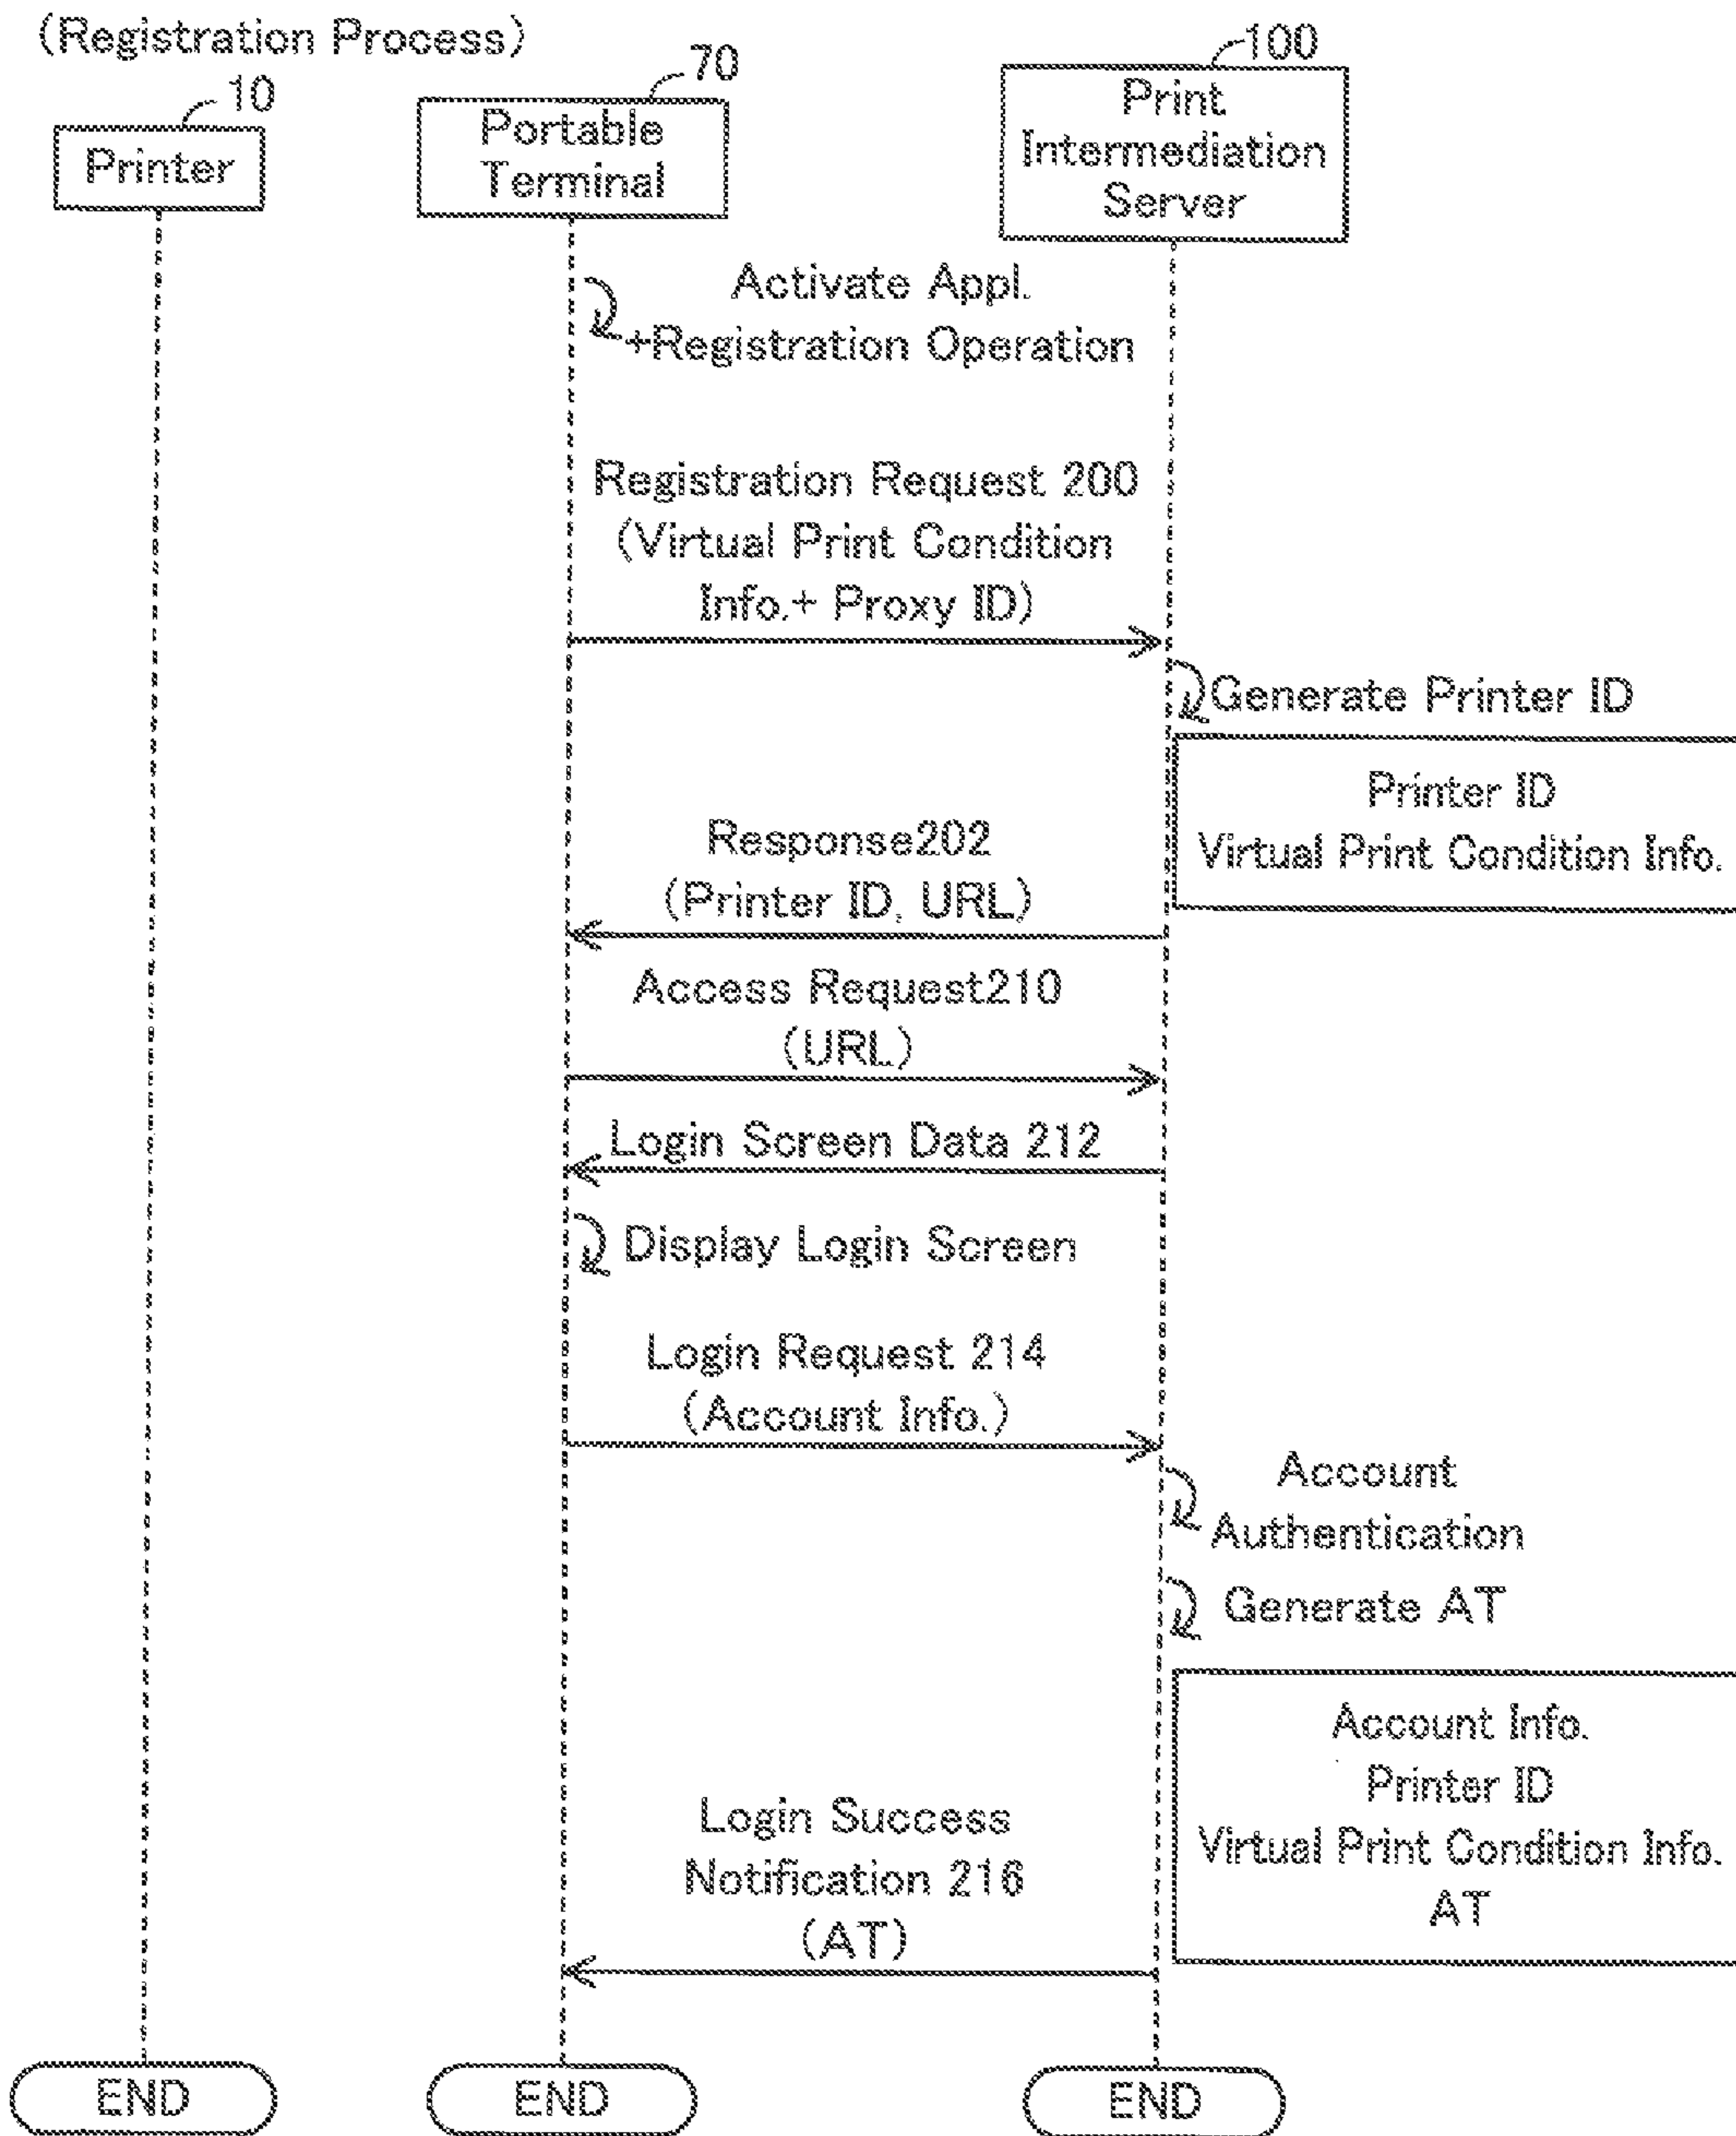 (Registration Process)
10
Printer
70
Portable
Terminal
100
Print
Intermediation
Server
Activate Appl.
+Registration Operation
Registration Request 200
(Virtual Print Condition
Info.+ Proxy ID)
Generate Printer ID
Printer ID
Virtual Print Condition Info.
Response202
(Printer ID, URL)
Access Request210
(URL)
Login Screen Data 212
Display Login Screen
Login Request 214
(Account Info.)
Account
Authentication
Generate AT
Account Info.
Printer ID
Virtual Print Condition Info.
AT
Login Success
Notification 216
(AT)
END
END
END